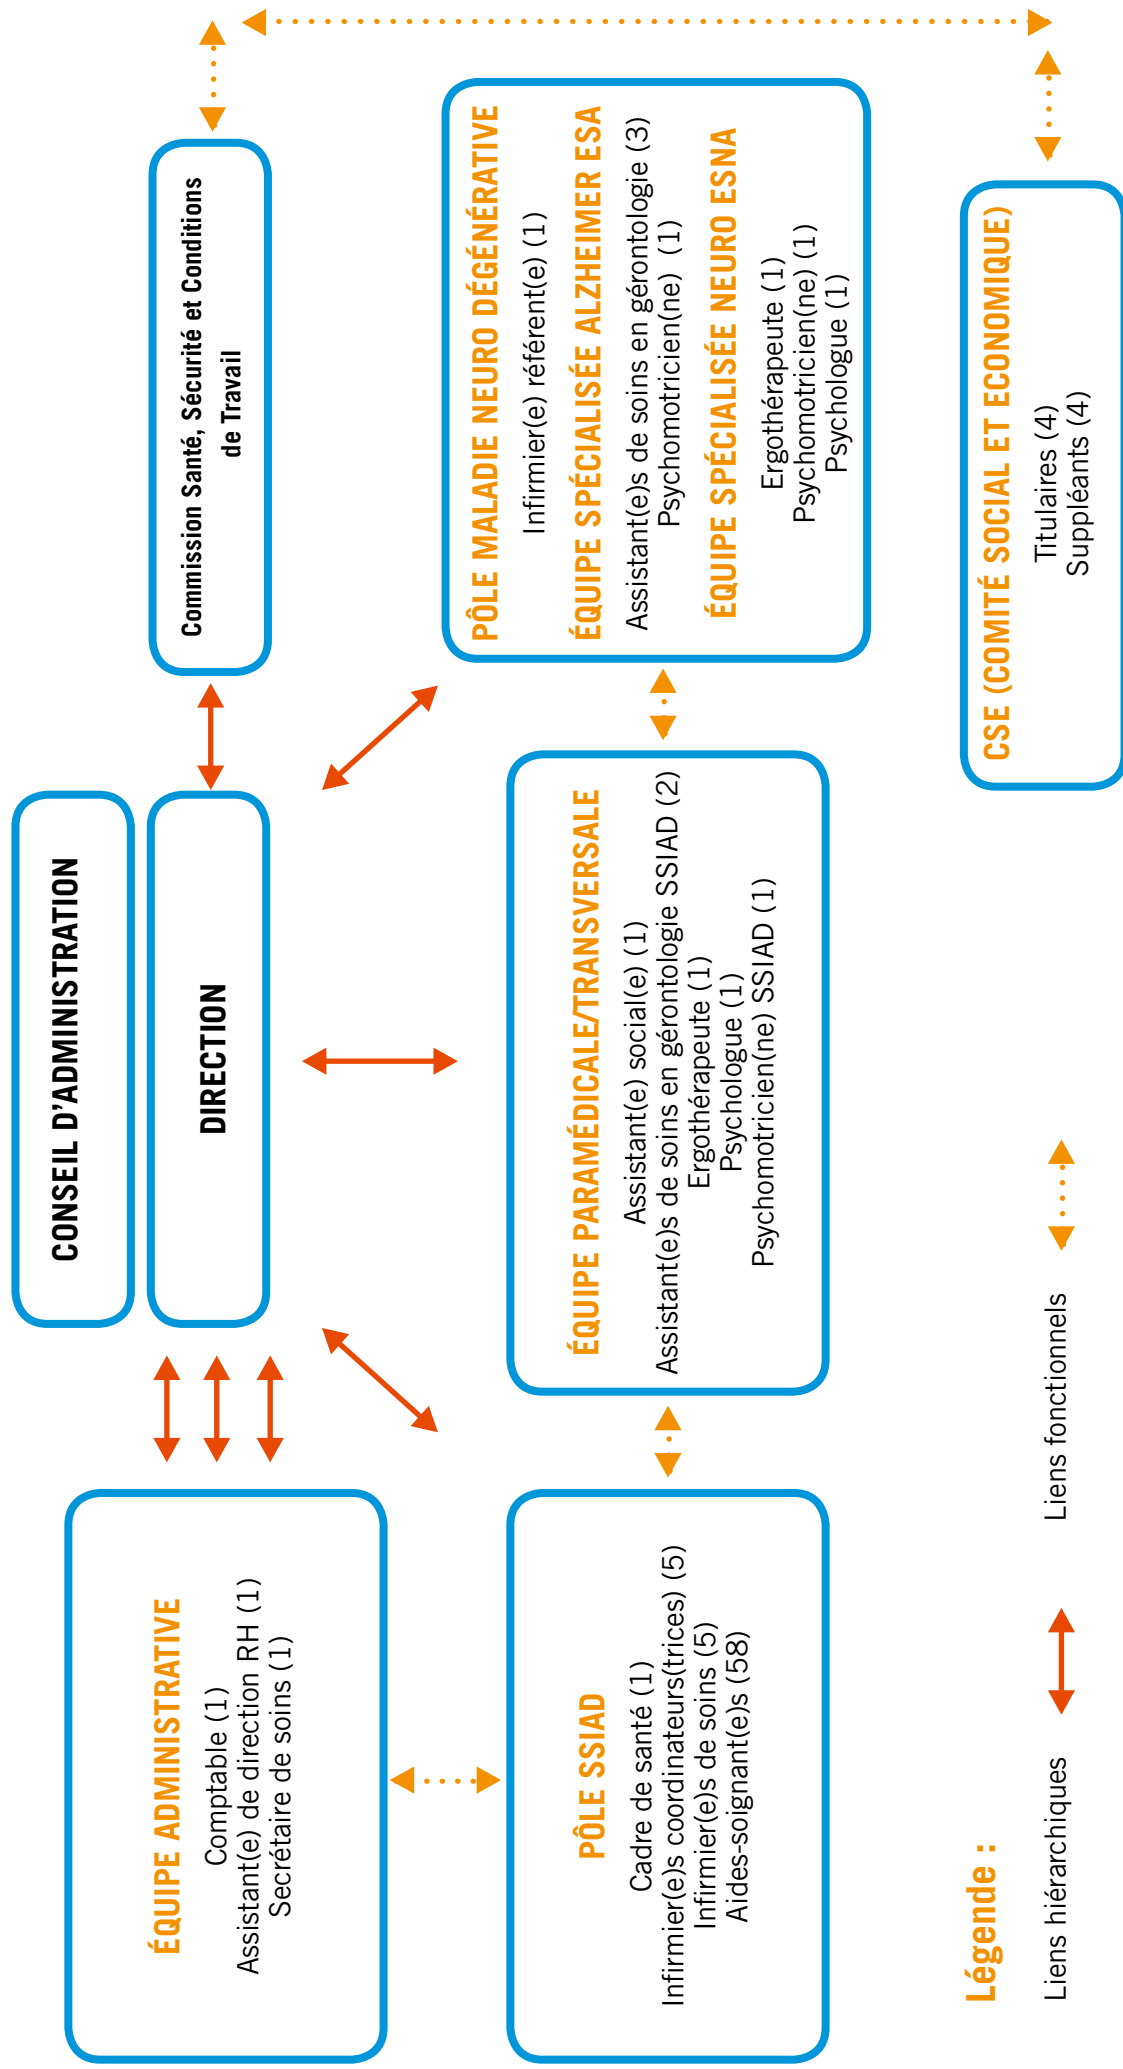 CONSEIL D’ADMINISTRATION
DIRECTION
Commission Santé, Sécurité et Conditions
de Travail
ÉQUIPE ADMINISTRATIVE
Comptable (1)
Assistant(e) de direction RH (1)
Secrétaire de soins (1)
PÔLE SSIAD
Cadre de santé (1)
Infirmier(e)s coordinateurs(trices) (5)
Infirmier(e)s de soins (5)
Aides-soignant(e)s (58)
ÉQUIPE PARAMÉDICALE/TRANSVERSALE
Assistant(e) social(e) (1)
Assistant(e)s de soins en gérontologie SSIAD (2)
Ergothérapeute (1)
Psychologue (1)
Psychomotricien(ne) SSIAD (1)
PÔLE MALADIE NEURO DÉGÉNÉRATIVE
Infirmier(e) référent(e) (1)
ÉQUIPE SPÉCIALISÉE ALZHEIMER ESA
Assistant(e)s de soins en gérontologie (3)
Psychomotricien(ne) (1)
ÉQUIPE SPÉCIALISÉE NEURO ESNA
Ergothérapeute (1)
Psychomotricien(ne) (1)
Psychologue (1)
CSE (COMITÉ SOCIAL ET ECONOMIQUE)
Titulaires (4)
Suppléants (4)
Légende :
Liens hiérarchiques
Liens fonctionnels